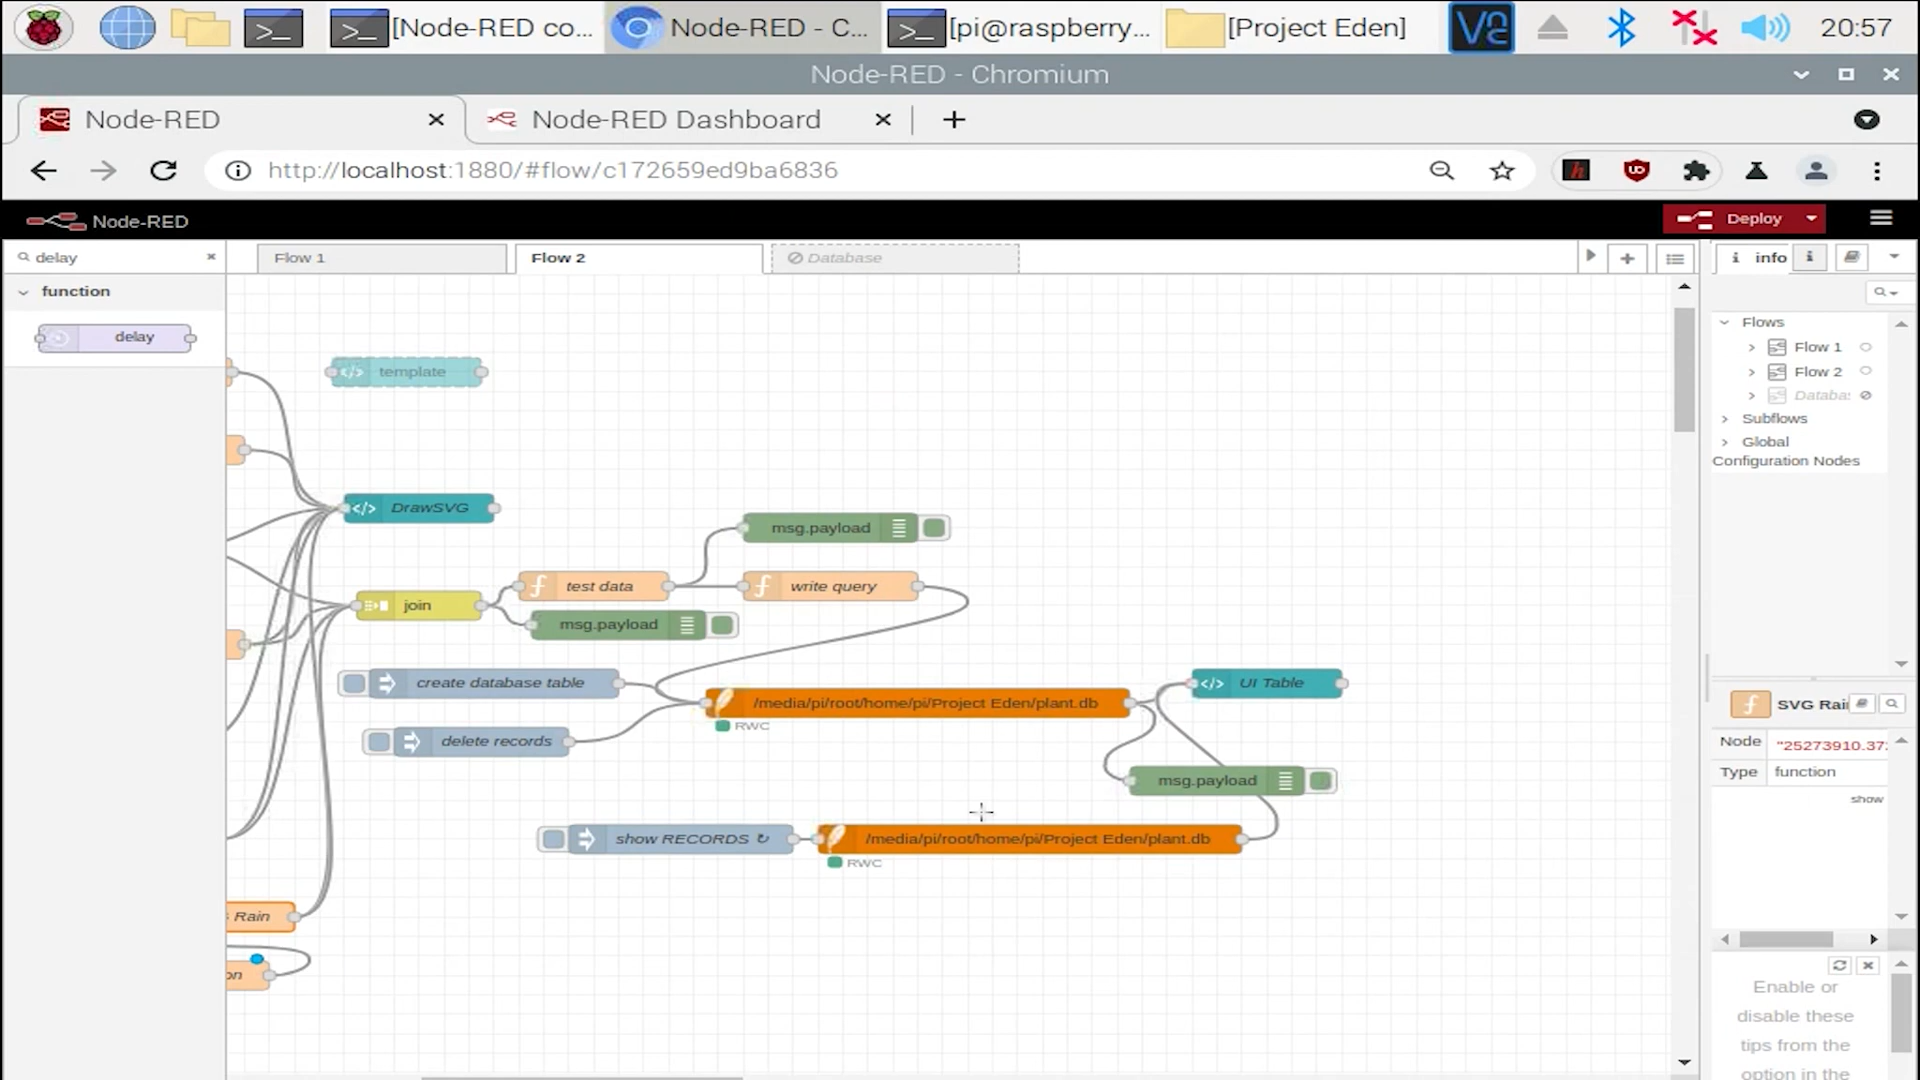 [Node-RED co...
Node-RED - C...
[pi@raspberry...
[Project Eden]
20:57
Node-RED - Chromium
Node-RED
Node-RED Dashboard
http://localhost:1880/#flow/c172659ed9ba6836
Node-RED
Deploy
delay
Flow 1
Flow 2
Database
info
function
delay
template
DrawSVG
msg.payload
test data
write query
join
msg.payload
create database table
/media/pi/root/home/pi/Project Eden/plant.db
RWC
UI Table
delete records
msg.payload
show RECORDS ↻
/media/pi/root/home/pi/Project Eden/plant.db
RWC
Rain
on
Flows
Flow 1
Flow 2
Databa
Subflows
Global
Configuration Nodes
SVG Rai
Node
"25273910.37
Type
function
show
Enable or
disable these
tips from the
option in the